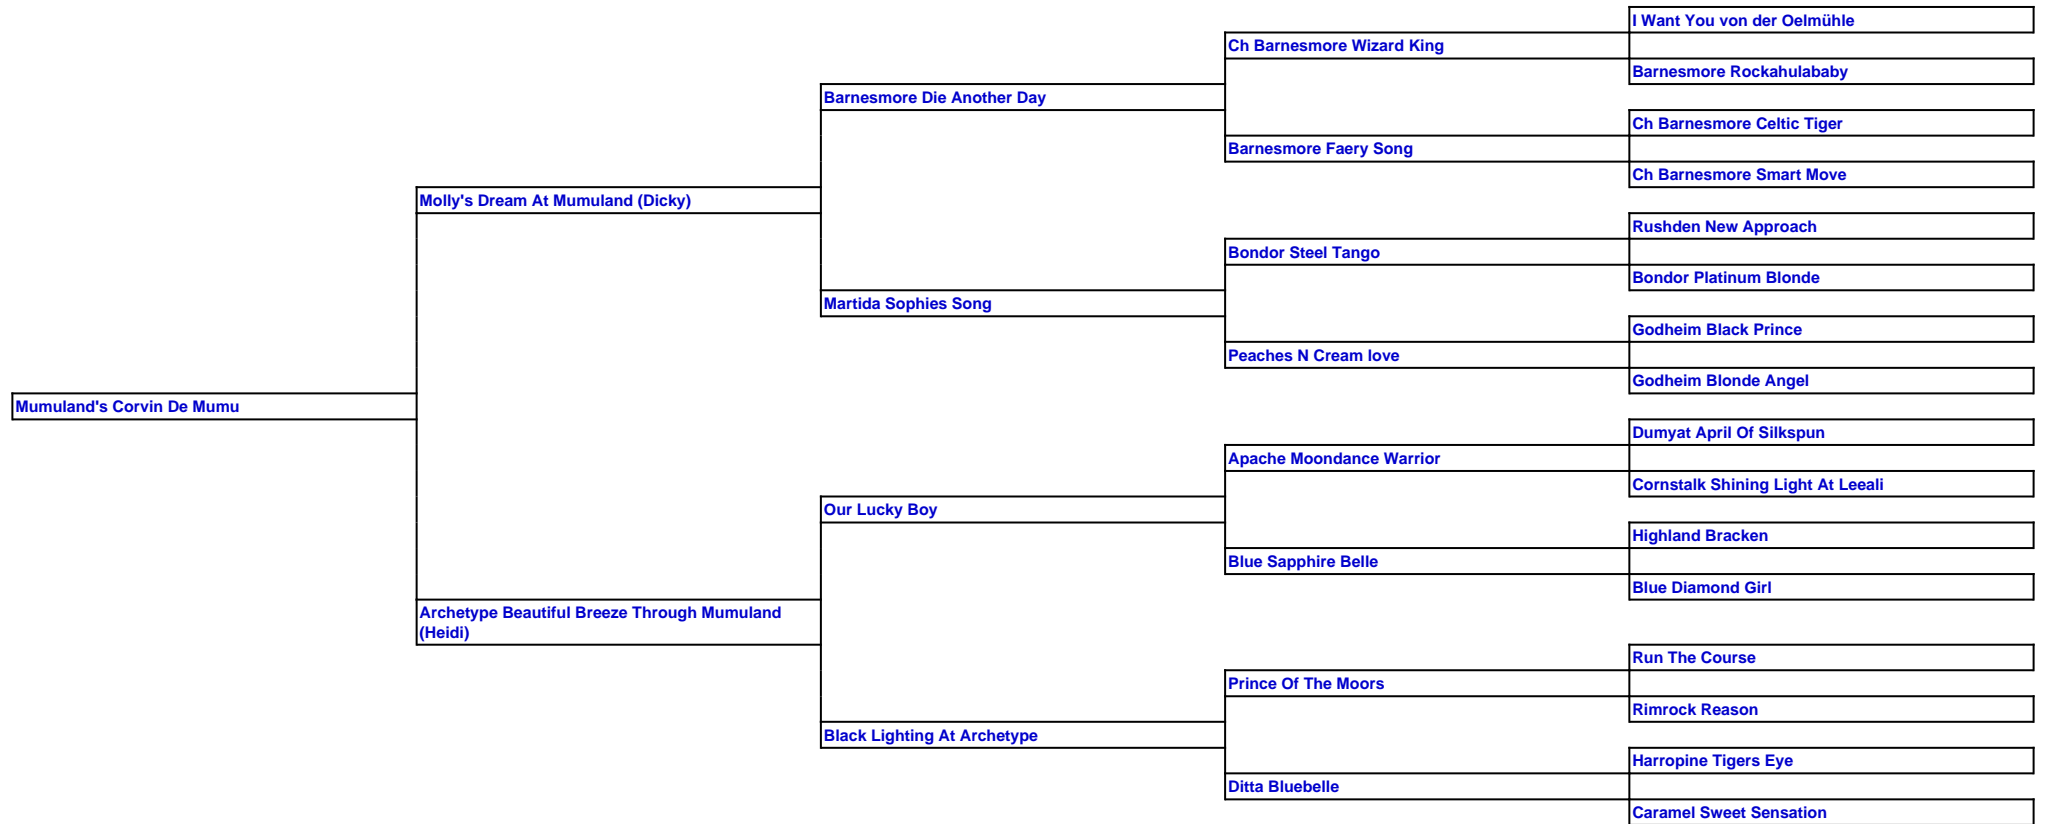 I Want You von der Oelmühle
Ch Barnesmore Wizard King
Barnesmore Rockahulababy
Barnesmore Die Another Day
Ch Barnesmore Celtic Tiger
Barnesmore Faery Song
Ch Barnesmore Smart Move
Molly's Dream At Mumuland (Dicky)
Rushden New Approach
Bondor Steel Tango
Bondor Platinum Blonde
Martida Sophies Song
Godheim Black Prince
Peaches N Cream love
Godheim Blonde Angel
Mumuland's Corvin De Mumu
Dumyat April Of Silkspun
Apache Moondance Warrior
Cornstalk Shining Light At Leeali
Our Lucky Boy
Highland Bracken
Blue Sapphire Belle
Blue Diamond Girl
Archetype Beautiful Breeze Through Mumuland
(Heidi)
Run The Course
Prince Of The Moors
Rimrock Reason
Black Lighting At Archetype
Harropine Tigers Eye
Ditta Bluebelle
Caramel Sweet Sensation